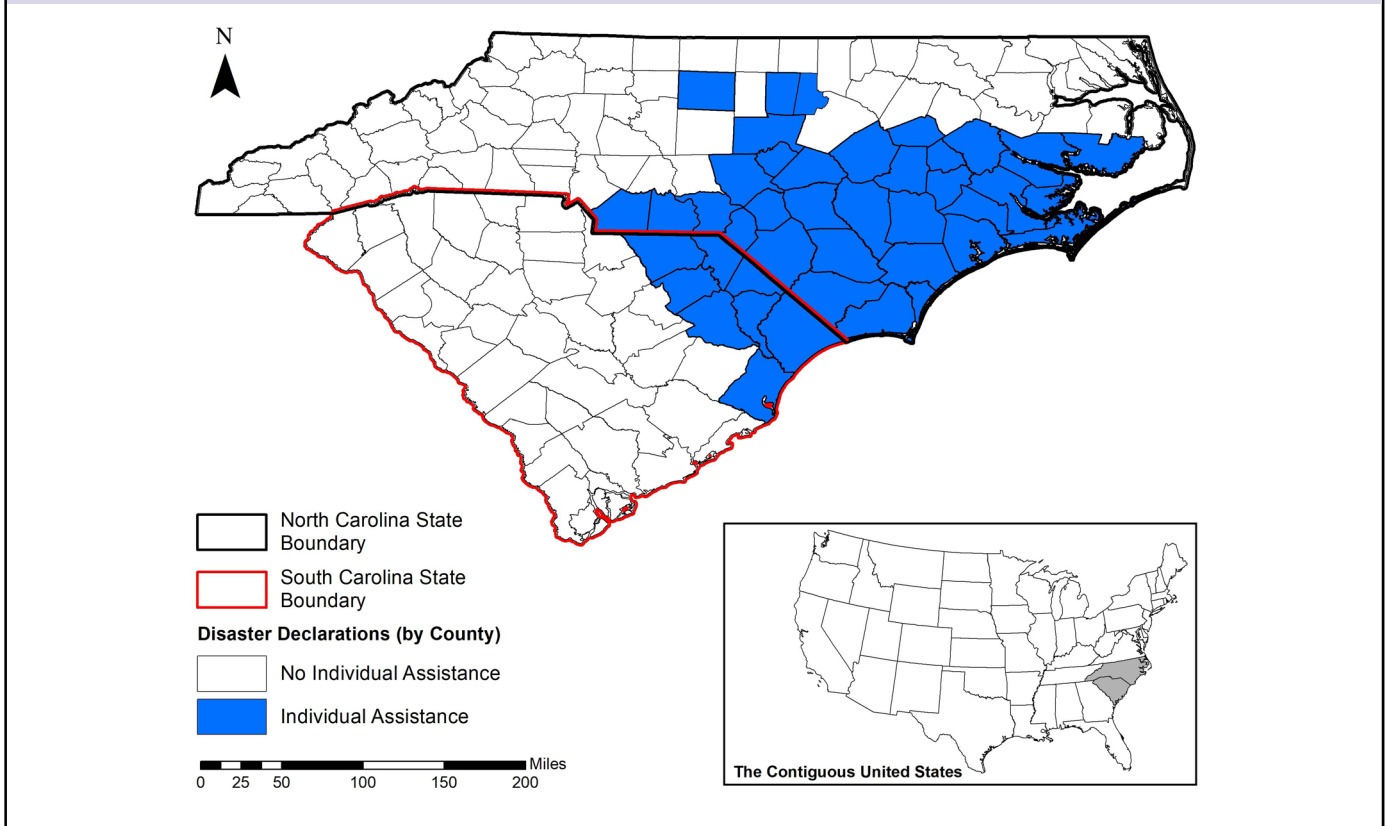 N
North Carolina State
Boundary
South Carolina State
Boundary
Disaster Declarations (by County)
No Individual Assistance
Individual Assistance
Miles
0 25 50 100 150 200
The Contiguous United States